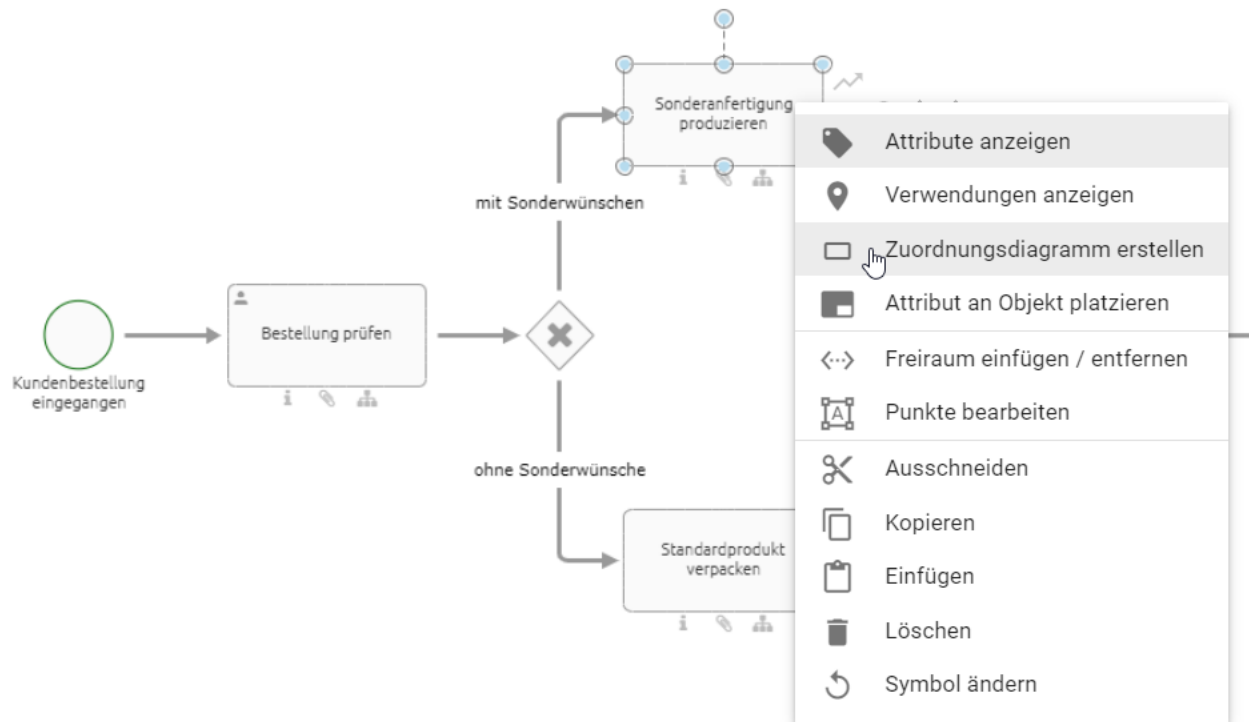 Sonderanfertigung
produzieren
mit Sonderwünschen
Kundenbestellung
eingegangen
Bestellung prüfen
ohne Sonderwünsche
Standardprodukt
verpacken
Attribute anzeigen
Verwendungen anzeigen
Zuordnungsdiagramm erstellen
Attribut an Objekt platzieren
Freiraum einfügen / entfernen
Punkte bearbeiten
Ausschneiden
Kopieren
Einfügen
Löschen
Symbol ändern